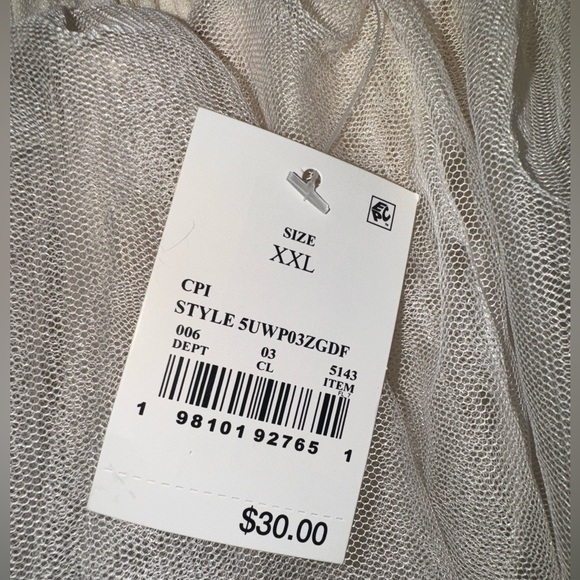 SIZE
XXL
CPI
STYLE 5UWP03ZGDF
006 03 5143
DEPT CL ITEM
1 98101 92765 1
$30.00